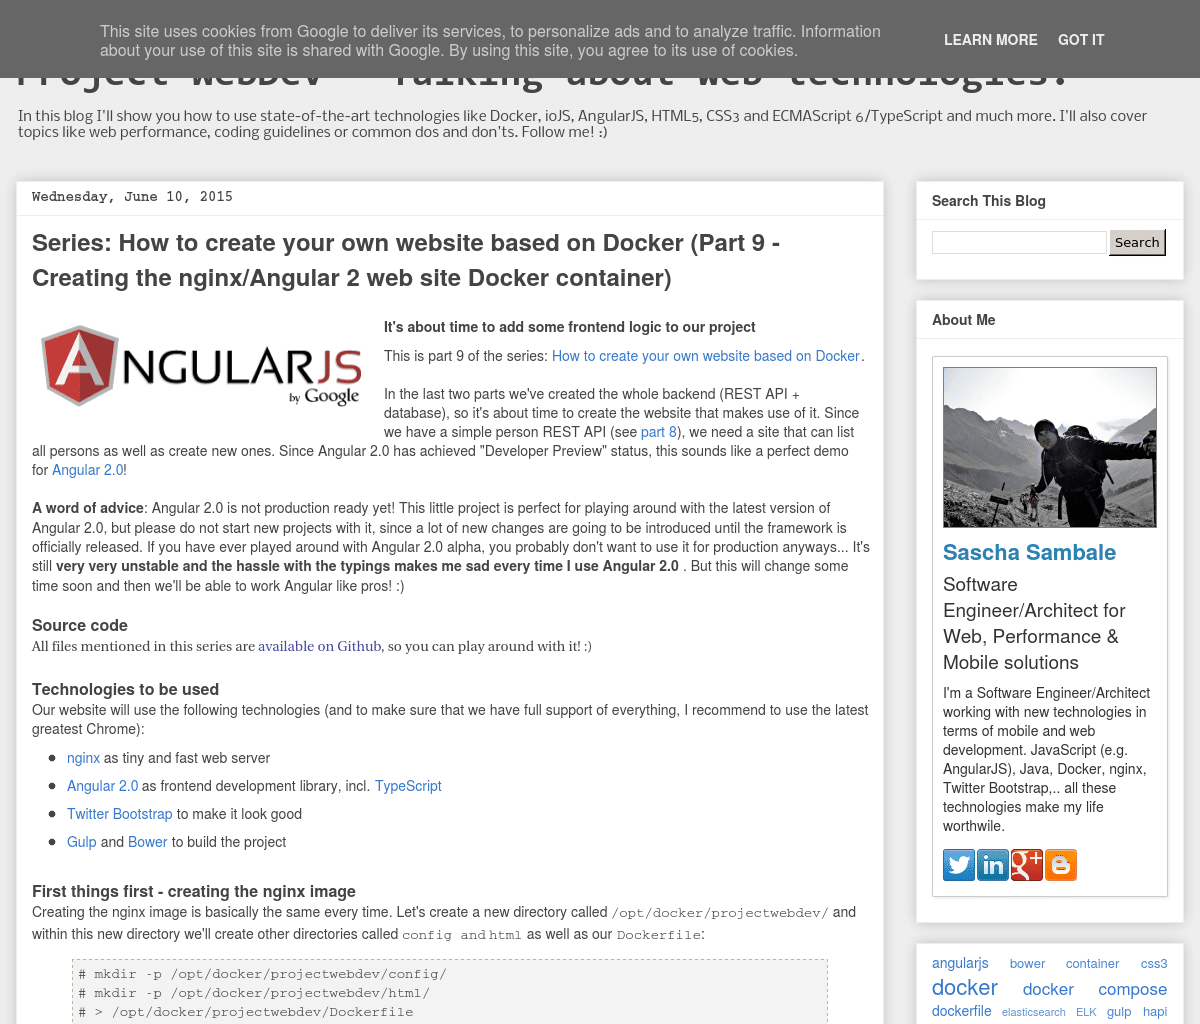 This site uses cookies from Google to deliver its services, to personalize ads and to analyze traffic. Information
about your use of this site is shared with Google. By using this site, you agree to its use of cookies.
LEARN MORE GOT IT
Project WebDev - Talking about web technologies!
In this blog I'll show you how to use state-of-the-art technologies like Docker, ioJS, AngularJS, HTML5, CSS3 and ECMAScript 6/TypeScript and much more. I'll also cover
topics like web performance, coding guidelines or common dos and don'ts. Follow me! :)
Wednesday, June 10, 2015
Series: How to create your own website based on Docker (Part 9 -
Creating the nginx/Angular 2 web site Docker container)
ANGULARJS
by Google
It's about time to add some frontend logic to our project
This is part 9 of the series: How to create your own website based on Docker.
In the last two parts we've created the whole backend (REST API +
database), so it's about time to create the website that makes use of it. Since
we have a simple person REST API (see part 8), we need a site that can list
all persons as well as create new ones. Since Angular 2.0 has achieved "Developer Preview" status, this sounds like a perfect demo
for Angular 2.0!
A word of advice: Angular 2.0 is not production ready yet! This little project is perfect for playing around with the latest version of
Angular 2.0, but please do not start new projects with it, since a lot of new changes are going to be introduced until the framework is
officially released. If you have ever played around with Angular 2.0 alpha, you probably don't want to use it for production anyways... It's
still very very unstable and the hassle with the typings makes me sad every time I use Angular 2.0 . But this will change some
time soon and then we'll be able to work Angular like pros! :)
Source code
All files mentioned in this series are available on Github, so you can play around with it! :)
Technologies to be used
Our website will use the following technologies (and to make sure that we have full support of everything, I recommend to use the latest
greatest Chrome):
nginx as tiny and fast web server
Angular 2.0 as frontend development library, incl. TypeScript
Twitter Bootstrap to make it look good
Gulp and Bower to build the project
First things first - creating the nginx image
Creating the nginx image is basically the same every time. Let's create a new directory called /opt/docker/projectwebdev/ and
within this new directory we'll create other directories called config and html as well as our Dockerfile:
# mkdir -p /opt/docker/projectwebdev/config/
# mkdir -p /opt/docker/projectwebdev/html/
# > /opt/docker/projectwebdev/Dockerfile
Search This Blog
Search
About Me
Sascha Sambale
Software
Engineer/Architect for
Web, Performance &
Mobile solutions
I'm a Software Engineer/Architect
working with new technologies in
terms of mobile and web
development. JavaScript (e.g.
AngularJS), Java, Docker, nginx,
Twitter Bootstrap,.. all these
technologies make my life
worthwile.
angularjs bower container css3
docker docker compose
dockerfile elasticsearch ELK gulp hapi